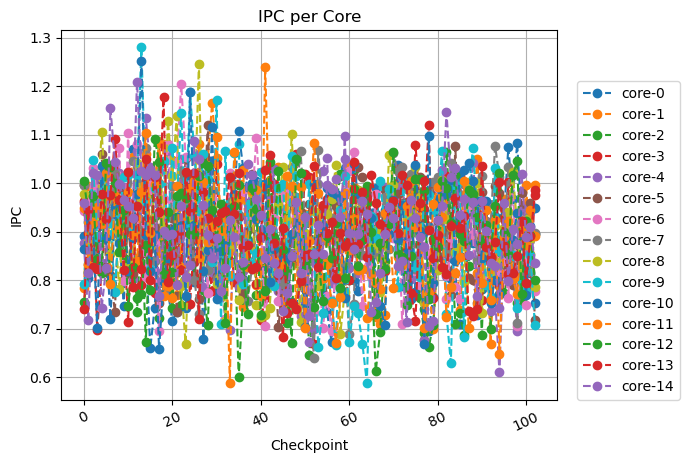 IPC per Core
IPC
1.3
1.2
1.1
1.0
0.9
0.8
0.7
0.6
0
20
40
60
80
100
Checkpoint
core-0
core-1
core-2
core-3
core-4
core-5
core-6
core-7
core-8
core-9
core-10
core-11
core-12
core-13
core-14